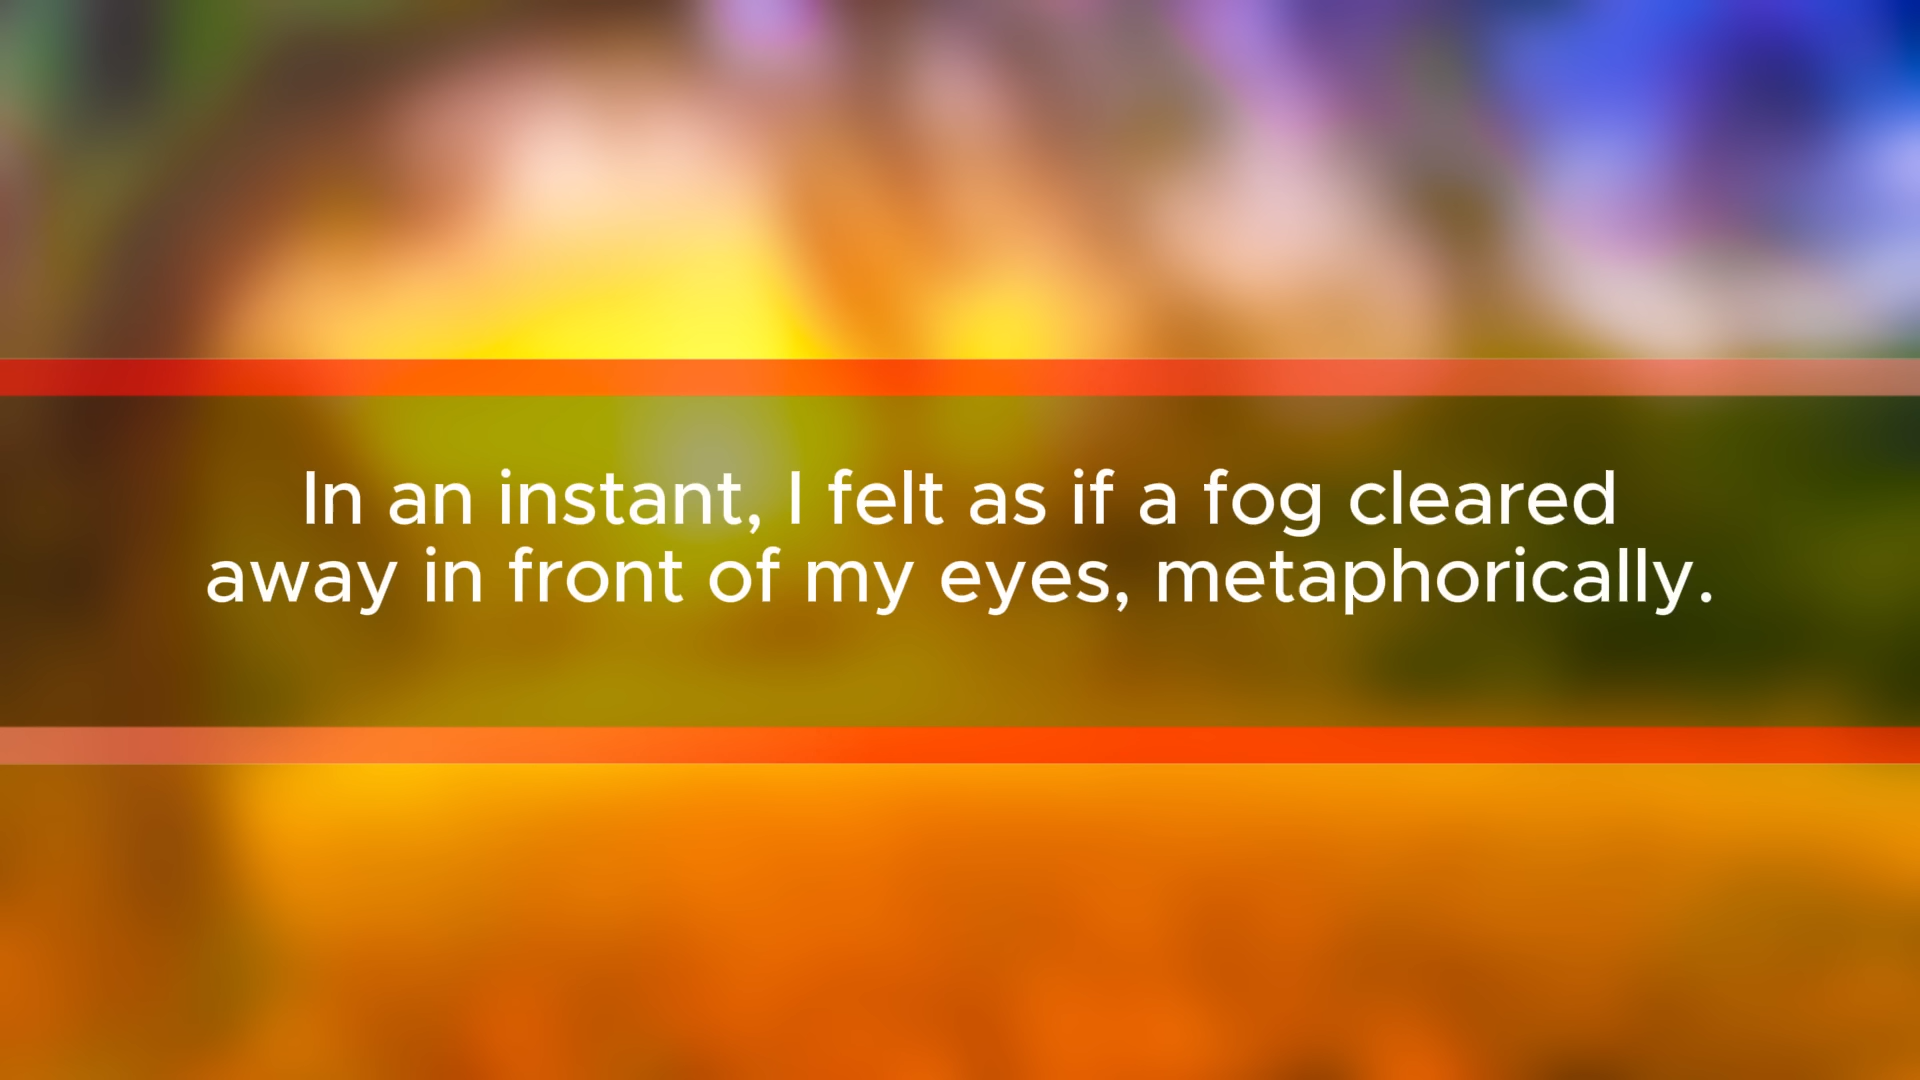 In an instant, I felt as if a fog cleared
away in front of my eyes, metaphorically.